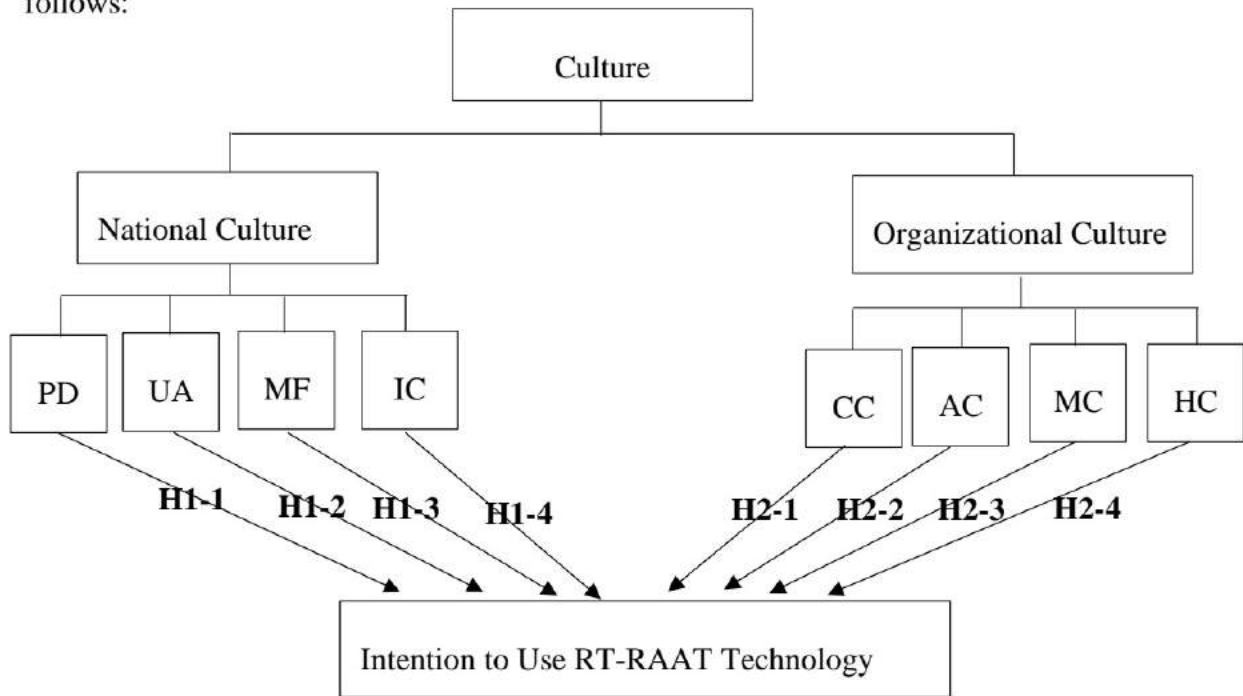 follows:
Culture
National Culture
Organizational Culture
PD UA MF IC CC AC MC HC
H1-1 H1-2 H1-3 H1-4 H2-1 H2-2 H2-3 H2-4
Intention to Use RT-RAAT Technology